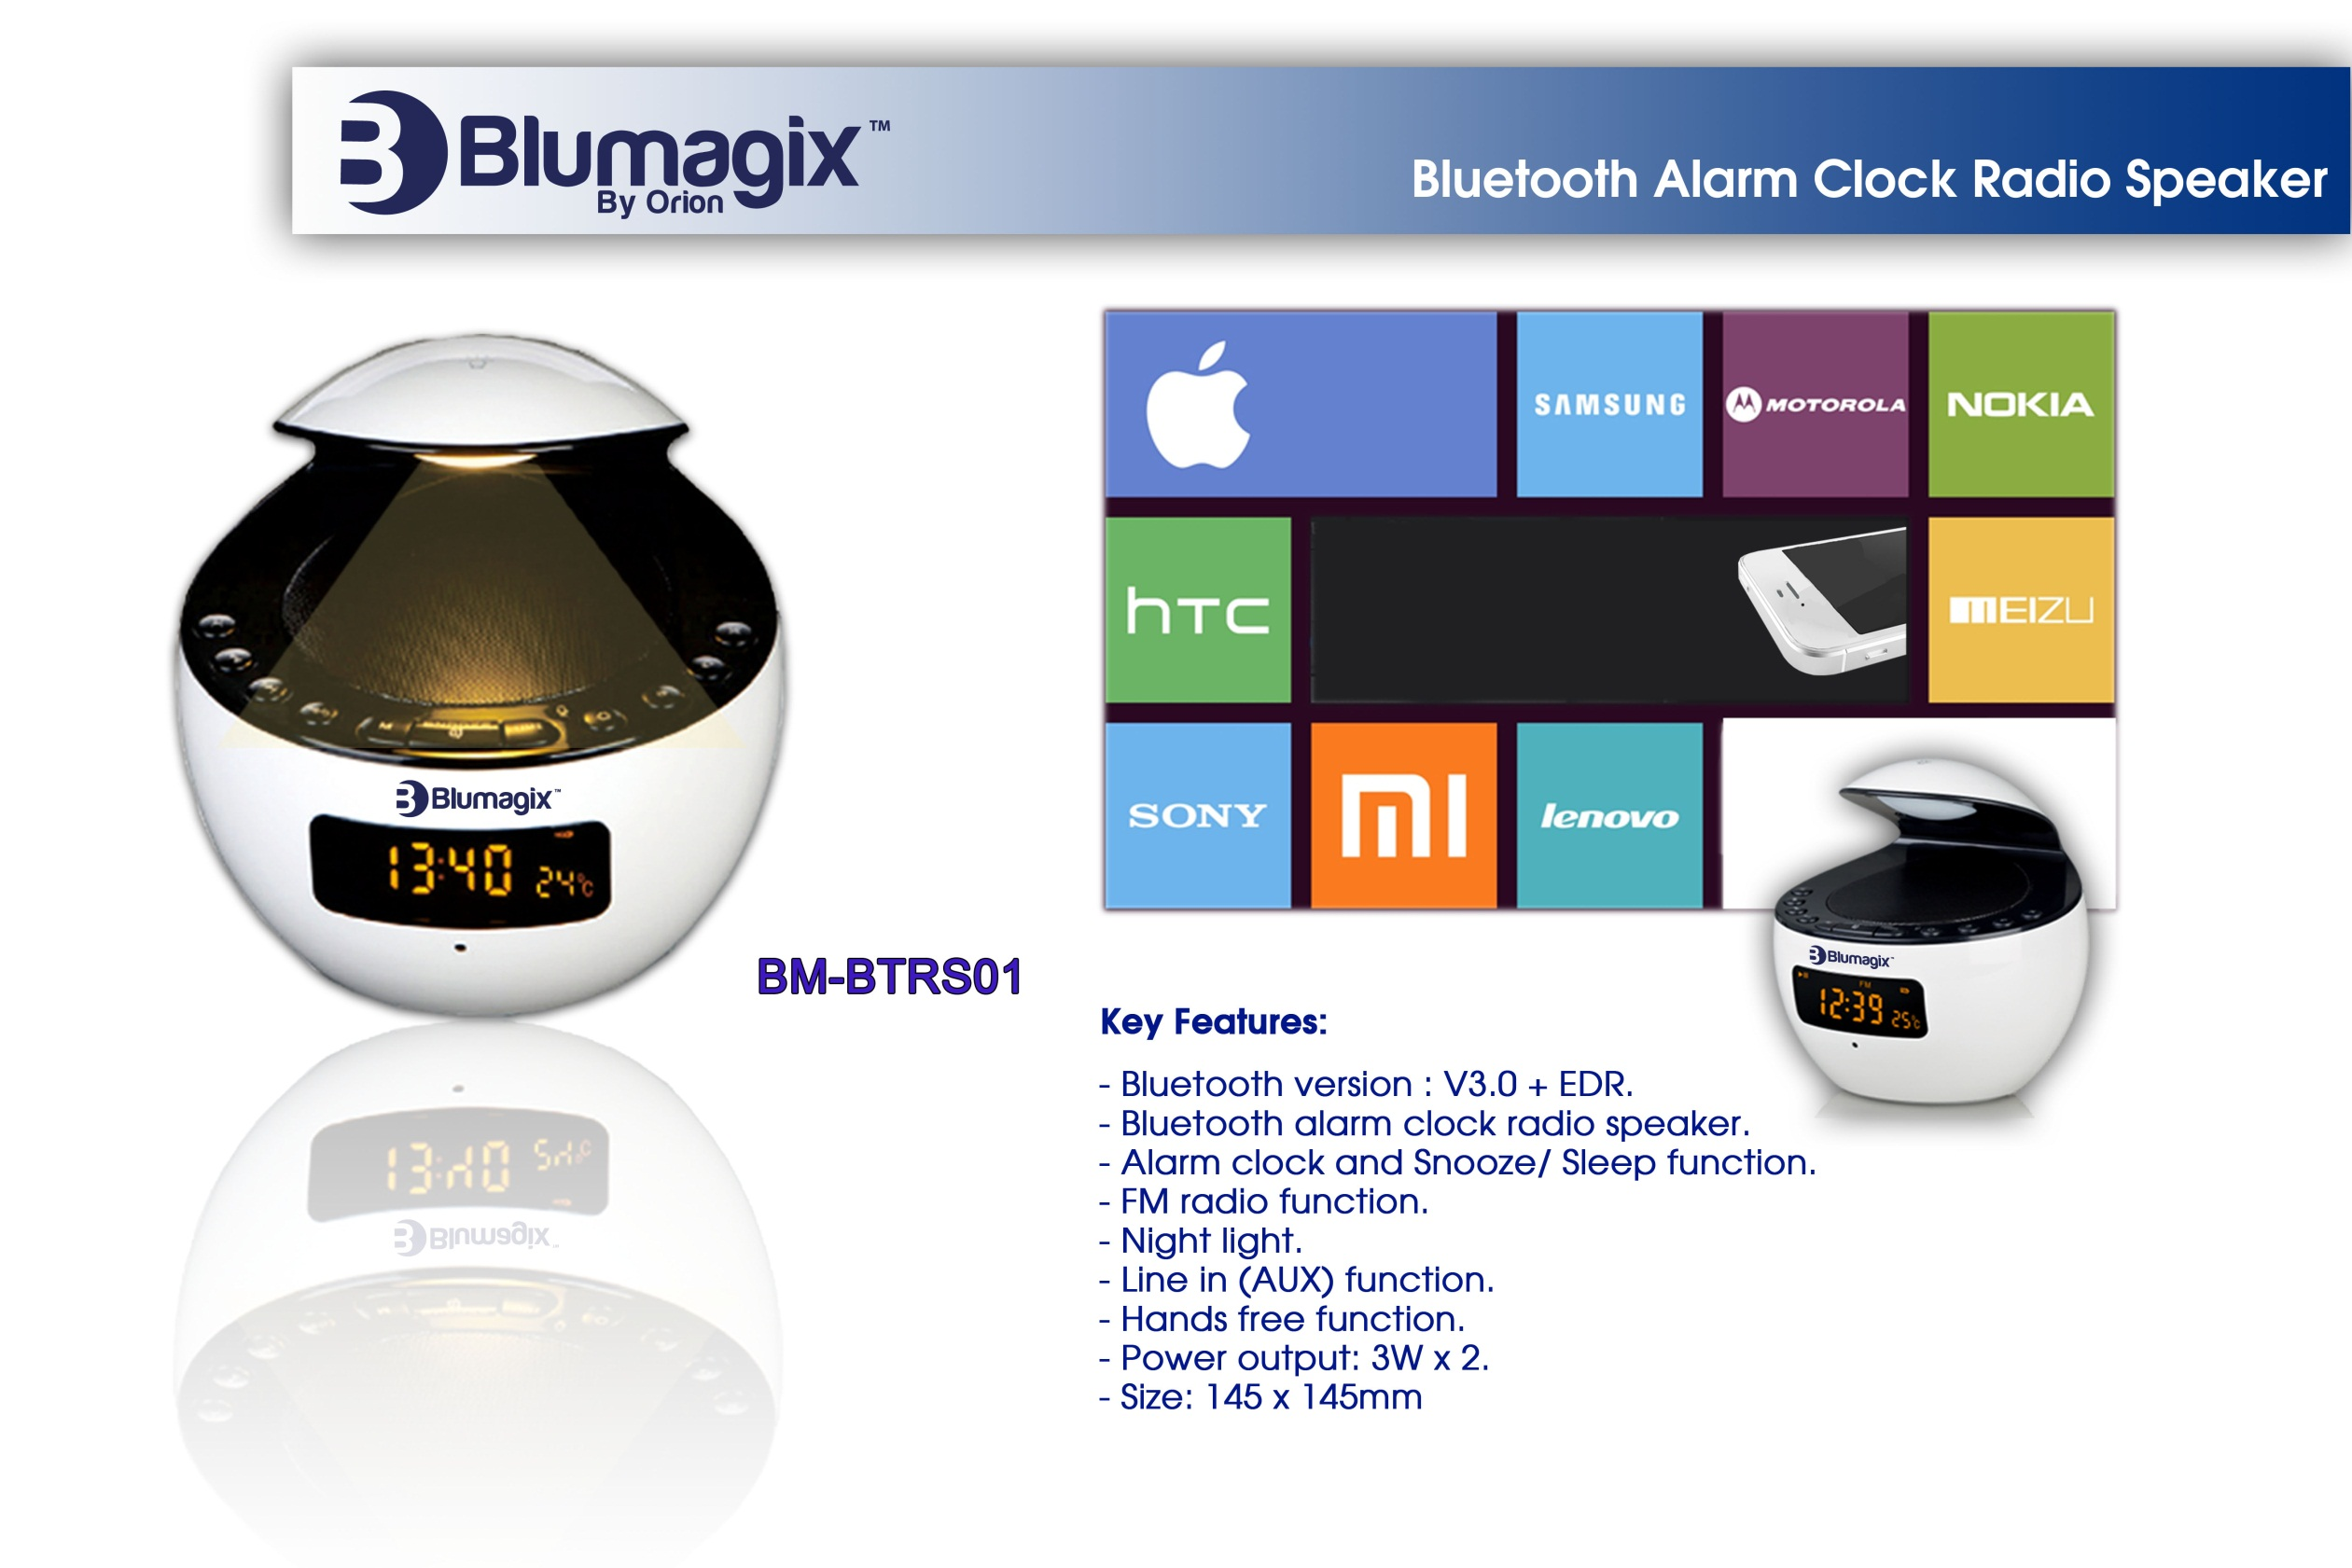 Blumagix™
By Orion
Bluetooth Alarm Clock Radio Speaker
SAMSUNG
MOTOROLA
NOKIA
hTC
MEIZU
SONY
mI
lenovo
Blumagix™
13:40 24°C
BM-BTRS01
Blumagix™
FM
12:39 25°C
Key Features:
- Bluetooth version : V3.0 + EDR.
- Bluetooth alarm clock radio speaker.
- Alarm clock and Snooze/ Sleep function.
- FM radio function.
- Night light.
- Line in (AUX) function.
- Hands free function.
- Power output: 3W x 2.
- Size: 145 x 145mm